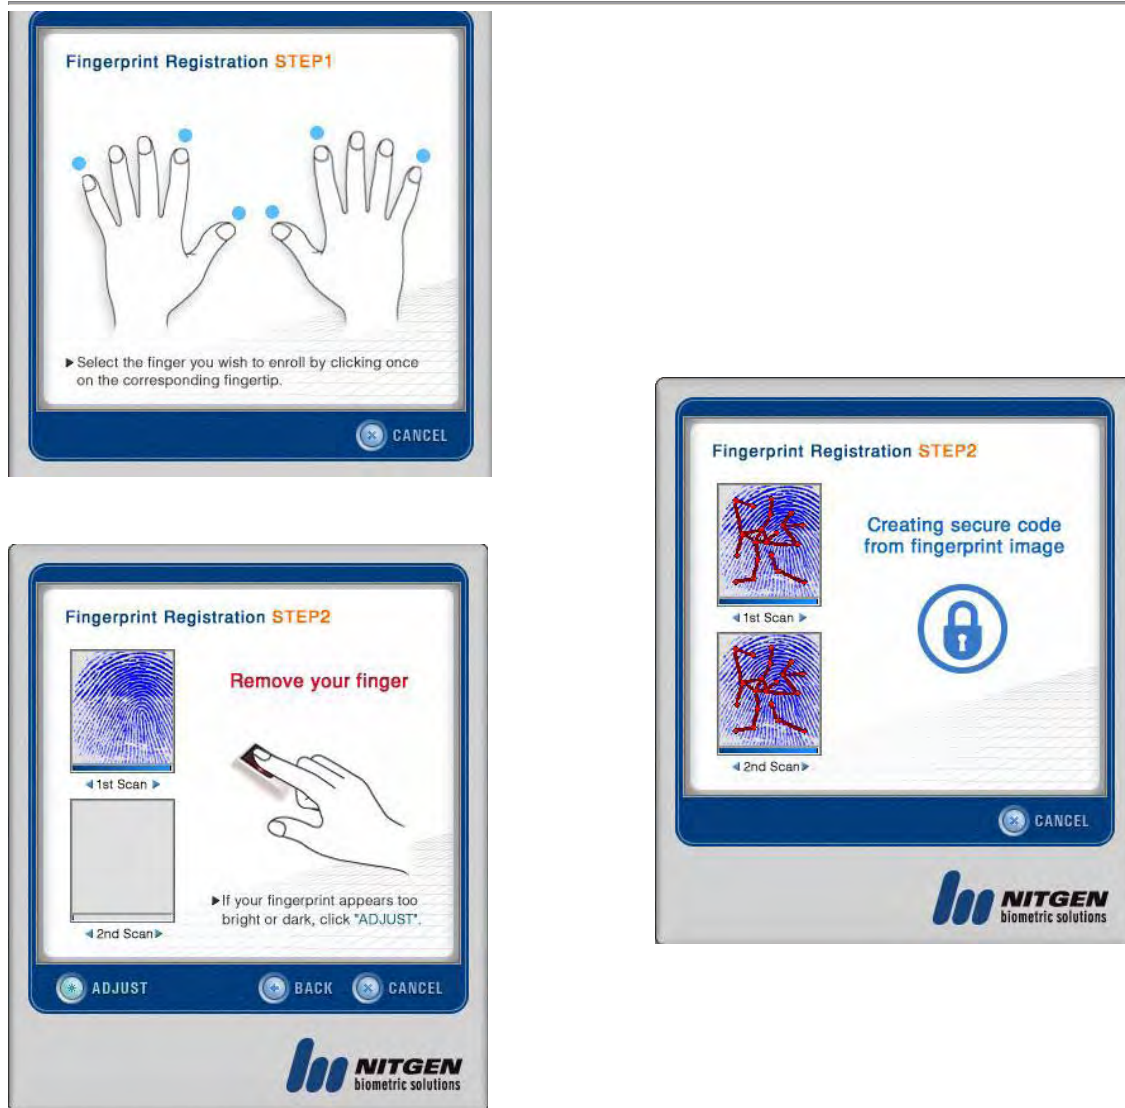 Fingerprint Registration STEP1
Select the finger you wish to enroll by clicking once
on the corresponding fingertip.
CANCEL
Fingerprint Registration STEP2
Remove your finger
1st Scan
2nd Scan
If your fingerprint appears too
bright or dark, click "ADJUST".
ADJUST
BACK
CANCEL
NITGEN
biometric solutions
Fingerprint Registration STEP2
Creating secure code
from fingerprint image
1st Scan
2nd Scan
CANCEL
NITGEN
biometric solutions